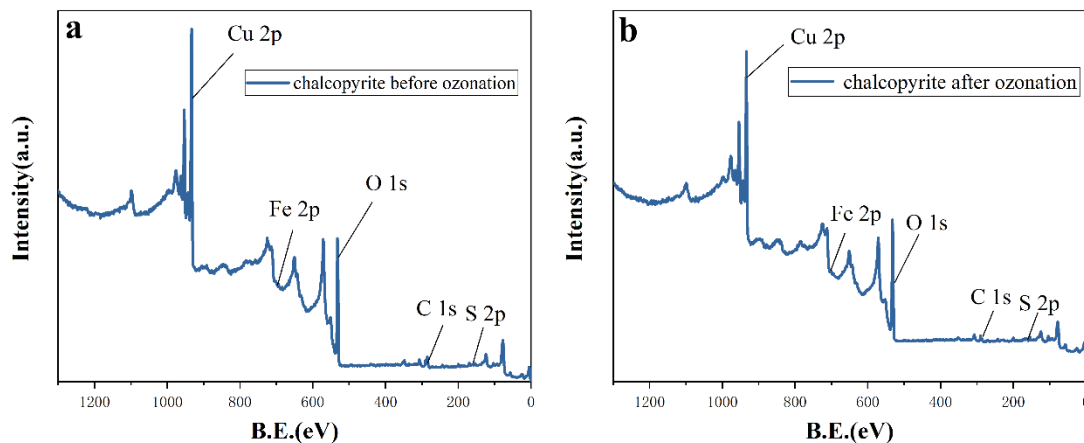 a
Cu 2p
chalcopyrite before ozonation
Fe 2p
O 1s
C 1s
S 2p
Intensity(a.u.)
1200 1000 800 600 400 200 0
B.E.(eV)
b
Cu 2p
chalcopyrite after ozonation
Fe 2p
O 1s
C 1s
S 2p
Intensity(a.u.)
1200 1000 800 600 400 200 0
B.E.(eV)